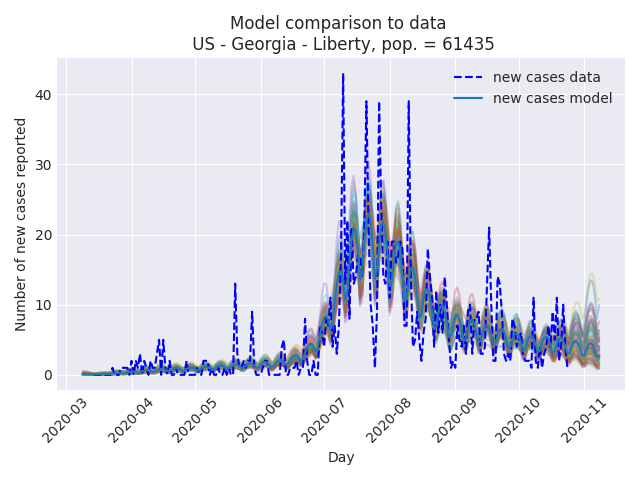 Model comparison to data
US - Georgia - Liberty, pop. = 61435
new cases data
new cases model
Number of new cases reported
40
30
20
10
0
2020-03
2020-04
2020-05
2020-06
2020-07
2020-08
2020-09
2020-10
2020-11
Day